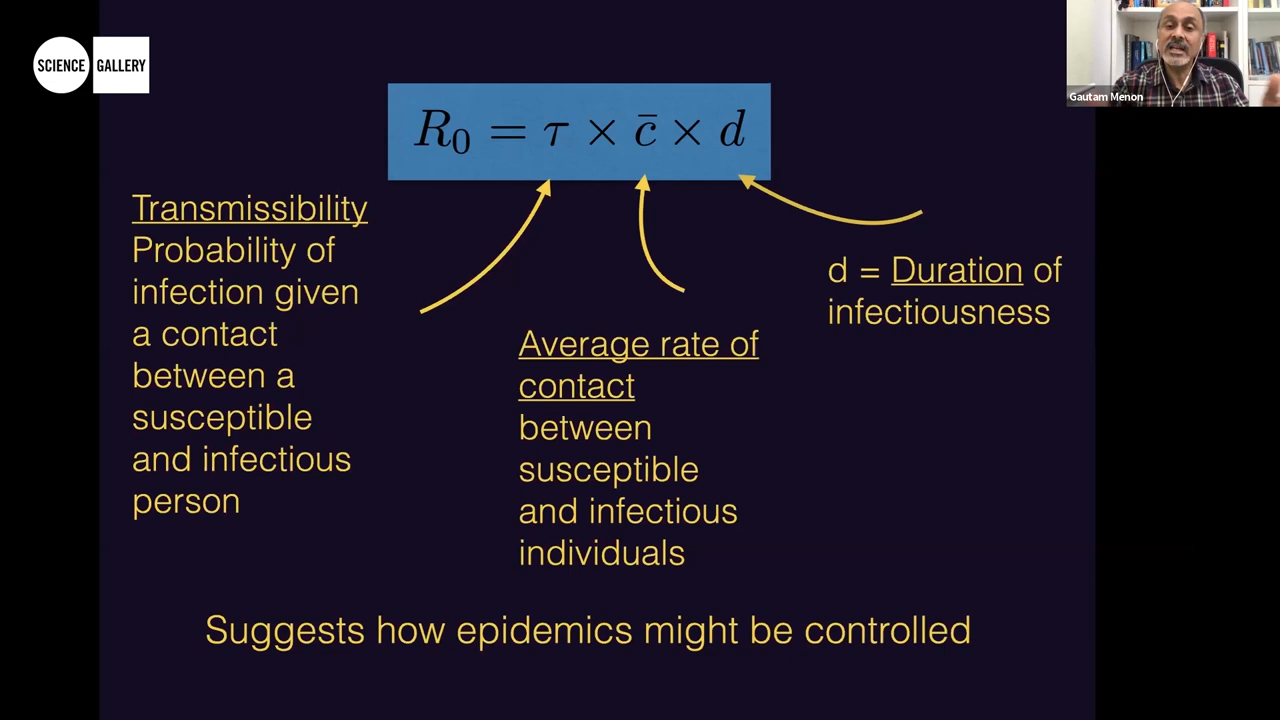 SCIENCE GALLERY
Gautam Menon
R₀ = τ × c̄ × d
Transmissibility
Probability of
infection given
a contact
between a
susceptible
and infectious
person
Average rate of
contact
between
susceptible
and infectious
individuals
d = Duration of
infectiousness
Suggests how epidemics might be controlled